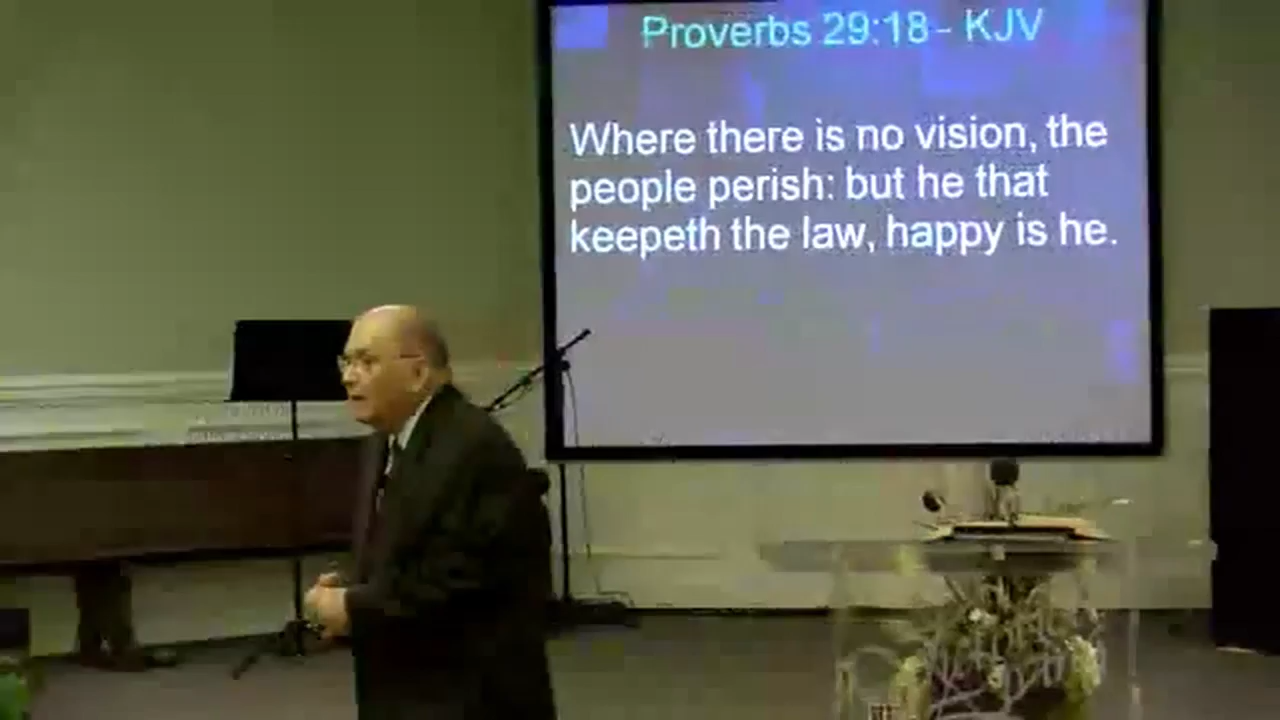 Proverbs 29:18 - KJV
Where there is no vision, the
people perish: but he that
keepeth the law, happy is he.